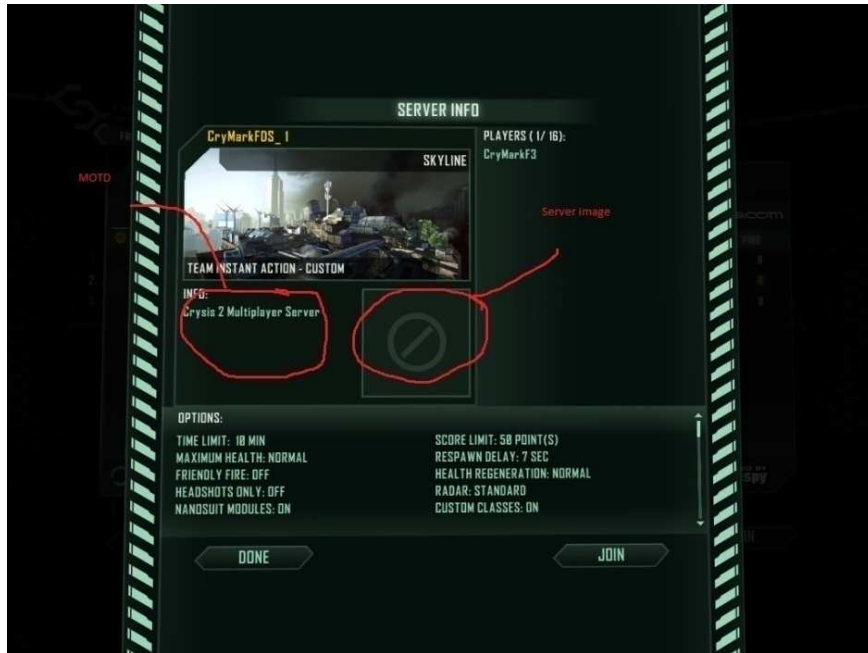 SERVER INFO
CryMarkFDS_ 1
PLAYERS ( 1/ 16):
SKYLINE
CryMarkF3
MOTD
Server image
TEAM INSTANT ACTION - CUSTOM
INFO:
Crysis 2 Multiplayer Server
OPTIONS:
TIME LIMIT: 10 MIN
MAXIMUM HEALTH: NORMAL
FRIENDLY FIRE: OFF
HEADSHOTS ONLY: OFF
NANOSUIT MODULES: ON
SCORE LIMIT: 50 POINT(S)
RESPAWN DELAY: 7 SEC
HEALTH REGENERATION: NORMAL
RADAR: STANDARD
CUSTOM CLASSES: ON
DONE
JOIN